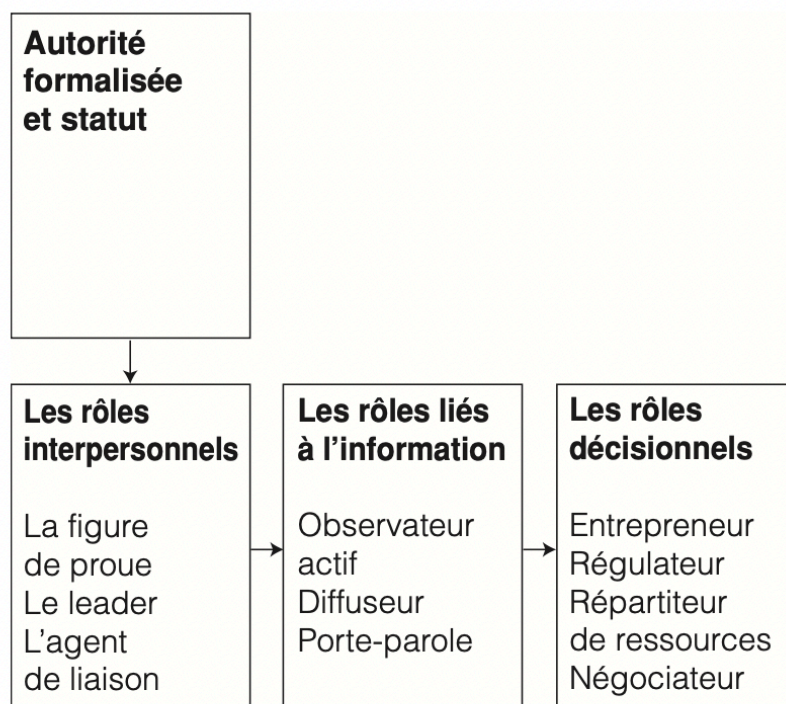 Autorité
formalisée
et statut
Les rôles
interpersonnels
La figure
de proue
Le leader
L'agent
de liaison
Les rôles liés
à l'information
Observateur
actif
Diffuseur
Porte-parole
Les rôles
décisionnels
Entrepreneur
Régulateur
Répartiteur
de ressources
Négociateur